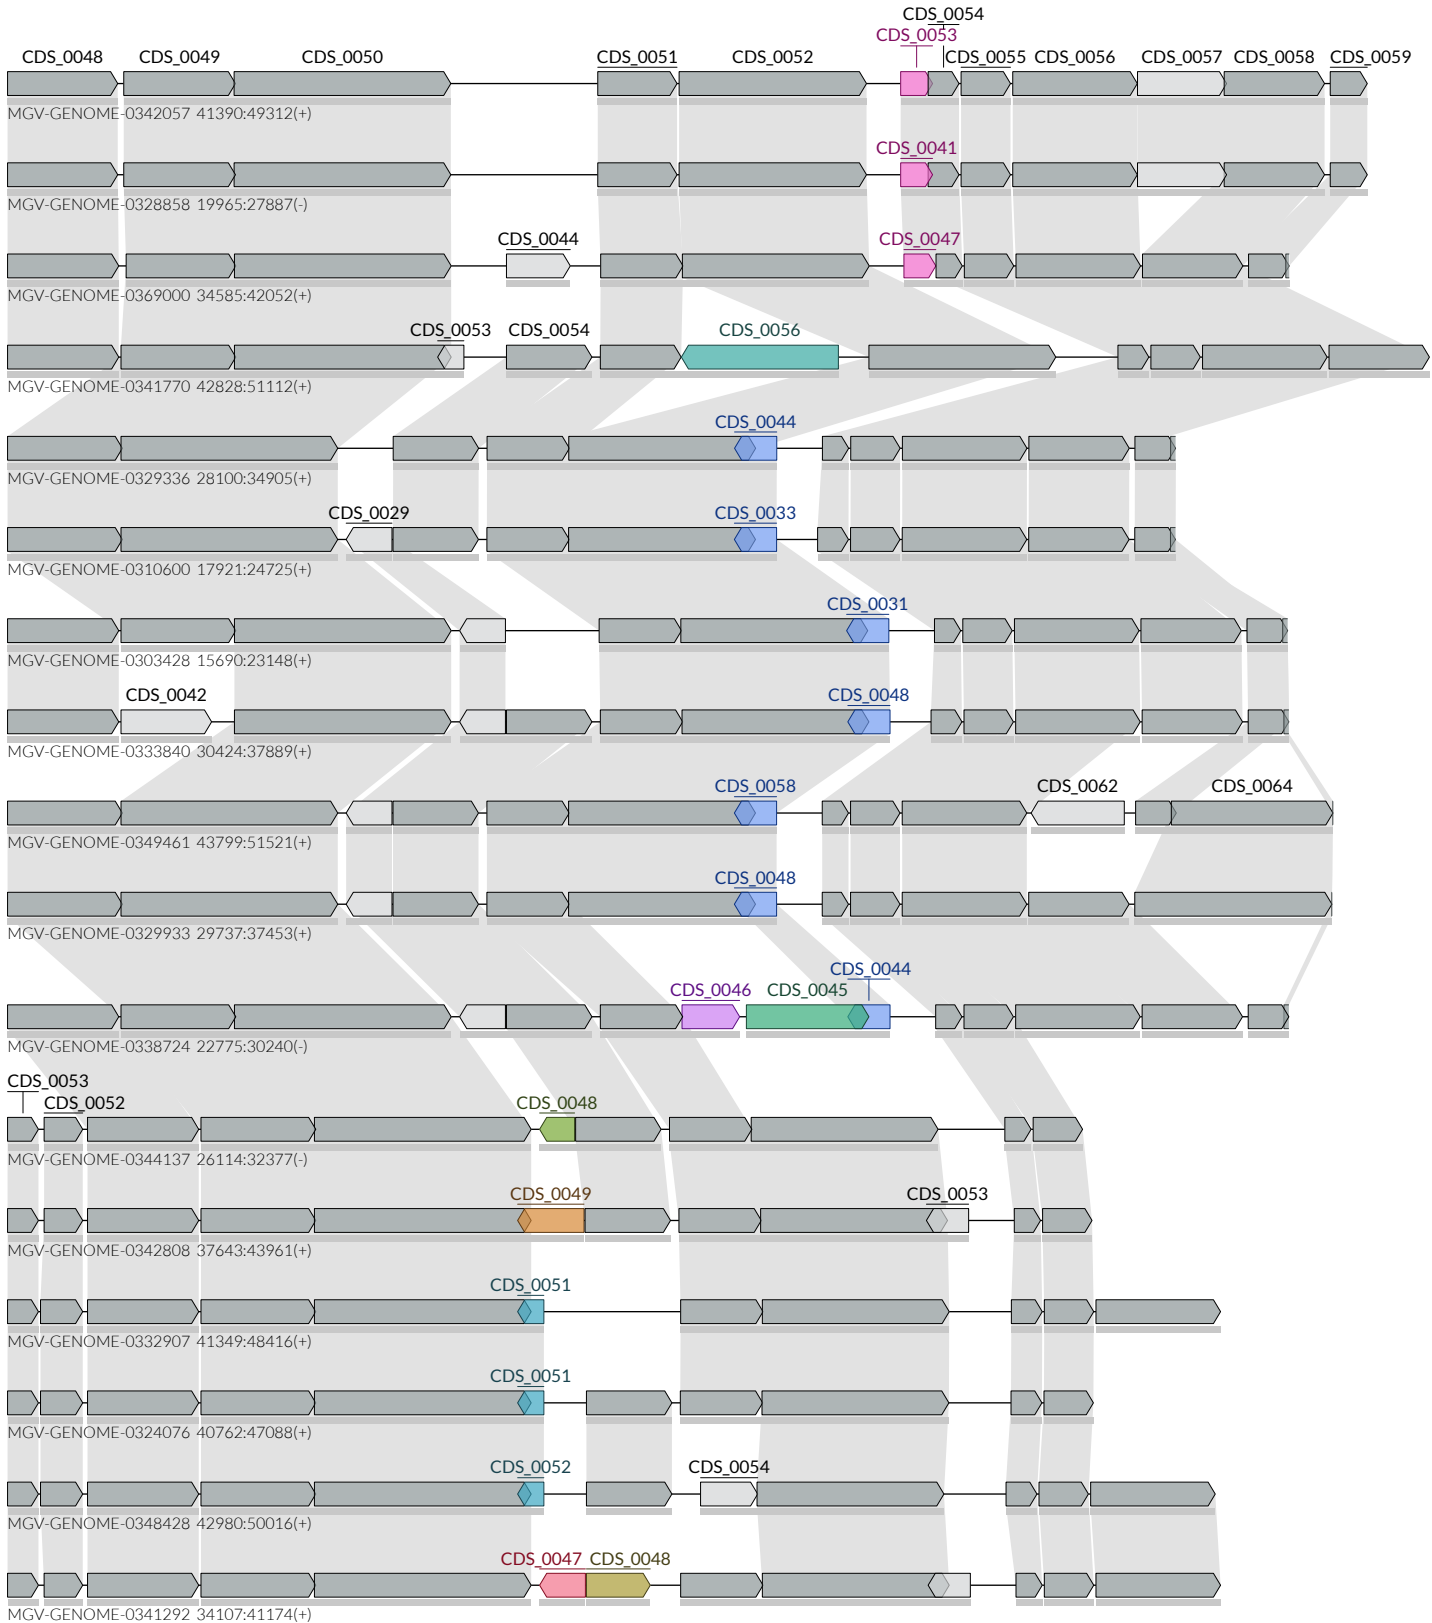 CDS_0054
CDS_0053
CDS_0048 CDS_0049 CDS_0050 CDS_0051 CDS_0052 CDS_0055 CDS_0056 CDS_0057 CDS_0058 CDS_0059
MGV-GENOME-0342057 41390:49312(+)
CDS_0041
MGV-GENOME-0328858 19965:27887(-)
CDS_0044 CDS_0047
MGV-GENOME-0369000 34585:42052(+)
CDS_0053 CDS_0054 CDS_0056
MGV-GENOME-0341770 42828:51112(+)
CDS_0044
MGV-GENOME-0329336 28100:34905(+)
CDS_0029 CDS_0033
MGV-GENOME-0310600 17921:24725(+)
CDS_0031
MGV-GENOME-0303428 15690:23148(+)
CDS_0042 CDS_0048
MGV-GENOME-0333840 30424:37889(+)
CDS_0058 CDS_0062 CDS_0064
MGV-GENOME-0349461 43799:51521(+)
CDS_0048
MGV-GENOME-0329933 29737:37453(+)
CDS_0044
CDS_0046 CDS_0045
MGV-GENOME-0338724 22775:30240(-)
CDS_0053
CDS_0052 CDS_0048
MGV-GENOME-0344137 26114:32377(-)
CDS_0049 CDS_0053
MGV-GENOME-0342808 37643:43961(+)
CDS_0051
MGV-GENOME-0332907 41349:48416(+)
CDS_0051
MGV-GENOME-0324076 40762:47088(+)
CDS_0052 CDS_0054
MGV-GENOME-0348428 42980:50016(+)
CDS_0047 CDS_0048
MGV-GENOME-0341292 34107:41174(+)